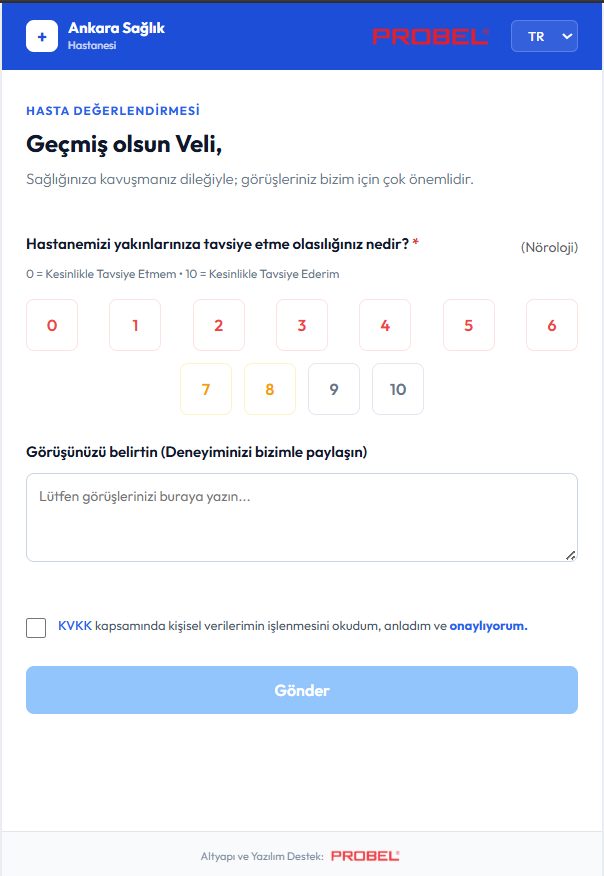 +
Ankara Sağlık
Hastanesi
PROBEL
TR
HASTA DEĞERLENDİRMESİ
Geçmiş olsun Veli,
Sağlığınıza kavuşmanız dileğiyle; görüşleriniz bizim için çok önemlidir.
Hastanemizi yakınlarınıza tavsiye etme olasılığınız nedir? *
(Nöroloji)
0 = Kesinlikle Tavsiye Etmem • 10 = Kesinlikle Tavsiye Ederim
0 1 2 3 4 5 6
7 8 9 10
Görüşünüzü belirtin (Deneyiminizi bizimle paylaşın)
Lütfen görüşlerinizi buraya yazın...
KVKK kapsamında kişisel verilerimin işlenmesini okudum, anladım ve onaylıyorum.
Gönder
Altyapı ve Yazılım Destek: PROBEL